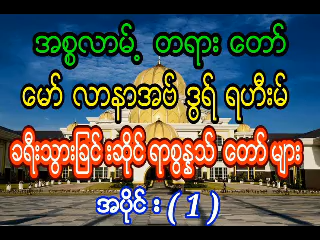 အစ္စလာမ့် တရား တော်
မော် လာနာအဗ် ဒွရ် ရဟီးမ်
ခရီးသွားခြင်းဆိုင်ရာစွန္နသ် တော်များ
အပိုင်း ( 1 )